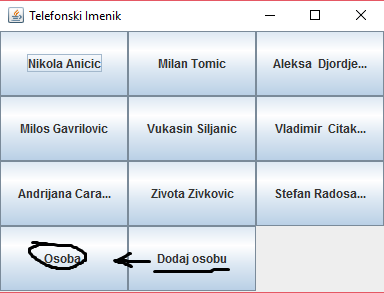 Telefonski Imenik
Nikola Anicic
Milan Tomic
Aleksa Djordje...
Milos Gavrilovic
Vukasin Siljanic
Vladimir Citak...
Andrijana Cara...
Zivota Zivkovic
Stefan Radosa...
Osoba
Dodaj osobu